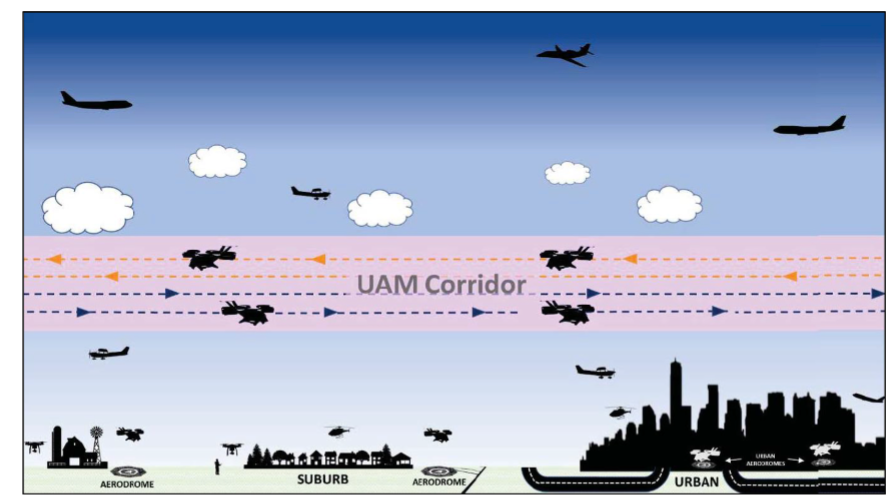 UAM Corridor
AERODROME
SUBURB
AERODROME
URBAN
URBAN
AERODROMES